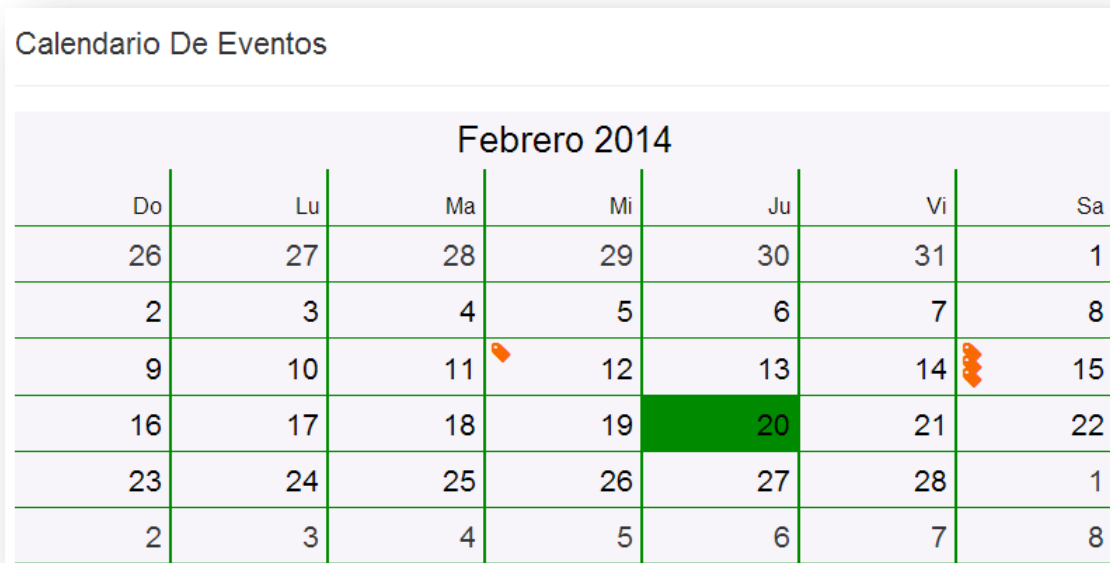 Calendario De Eventos
Febrero 2014
Do Lu Ma Mi Ju Vi Sa
26 27 28 29 30 31 1
2 3 4 5 6 7 8
9 10 11 12 13 14 15
16 17 18 19 20 21 22
23 24 25 26 27 28 1
2 3 4 5 6 7 8